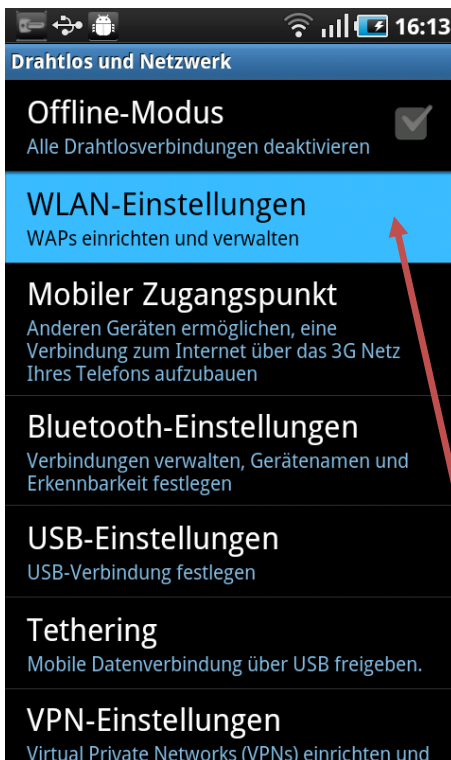 16:13
Drahtlos und Netzwerk
Offline-Modus
Alle Drahtlosverbindungen deaktivieren
WLAN-Einstellungen
WAPs einrichten und verwalten
Mobiler Zugangspunkt
Anderen Geräten ermöglichen, eine
Verbindung zum Internet über das 3G Netz
Ihres Telefons aufzubauen
Bluetooth-Einstellungen
Verbindungen verwalten, Gerätenamen und
Erkennbarkeit festlegen
USB-Einstellungen
USB-Verbindung festlegen
Tethering
Mobile Datenverbindung über USB freigeben.
VPN-Einstellungen
Virtual Private Networks (VPNs) einrichten und